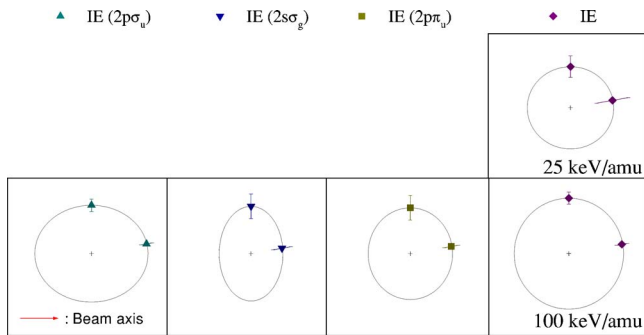 IE (2pσu) IE (2sσg) IE (2pπu) IE
25 keV/amu
: Beam axis 100 keV/amu